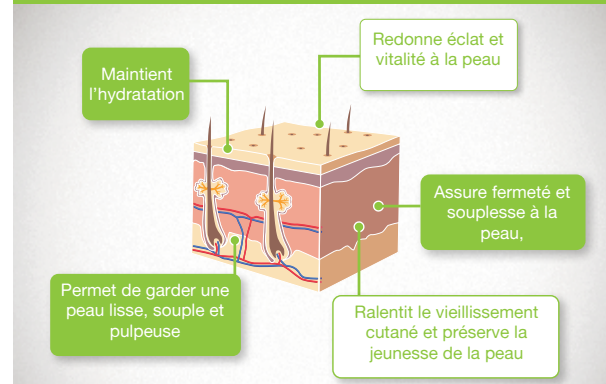 Redonne éclat et
vitalité à la peau
Maintient
l'hydratation
Assure fermeté et
souplesse à la
peau,
Permet de garder une
peau lisse, souple et
pulpeuse
Ralentit le vieillissement
cutané et préserve la
jeunesse de la peau